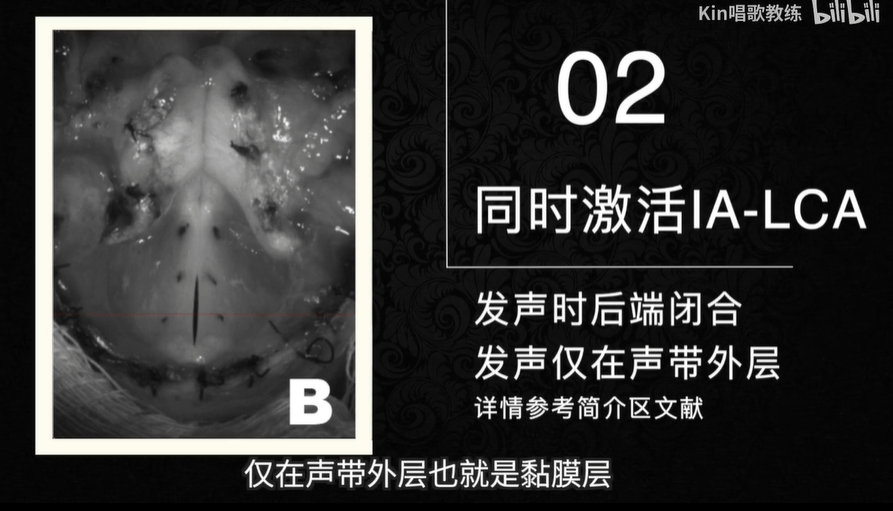 Kin唱歌教练 bilibili
02
同时激活IA-LCA
发声时后端闭合
发声仅在声带外层
详情参考简介区文献
B
仅在声带外层也就是黏膜层